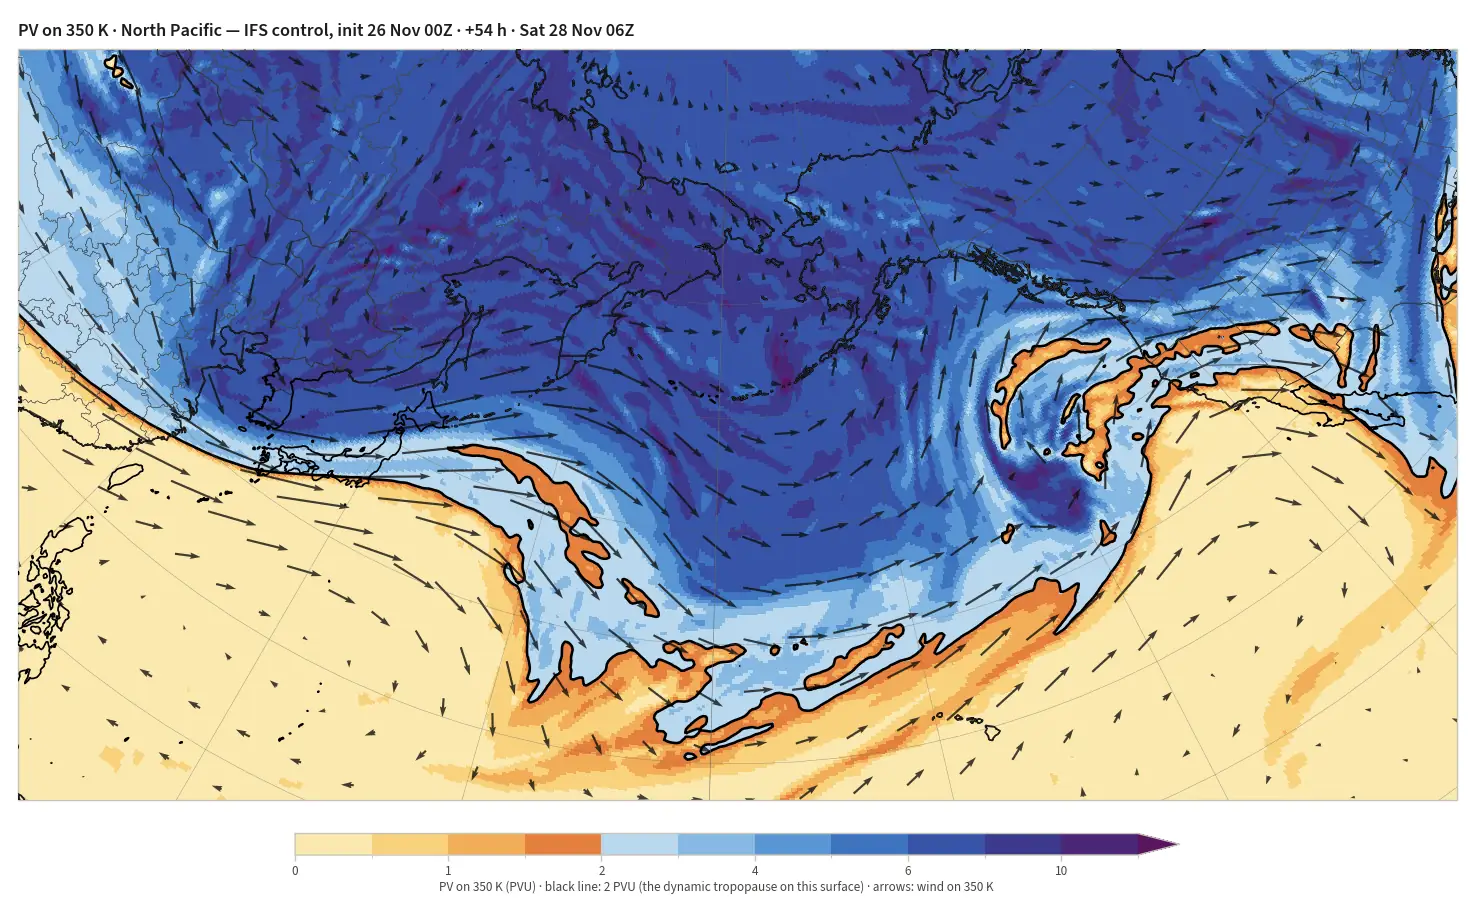 PV on 350 K · North Pacific — IFS control, init 26 Nov 00Z · +54 h · Sat 28 Nov 06Z
0 1 2 4 6 10
PV on 350 K (PVU) · black line: 2 PVU (the dynamic tropopause on this surface) · arrows: wind on 350 K